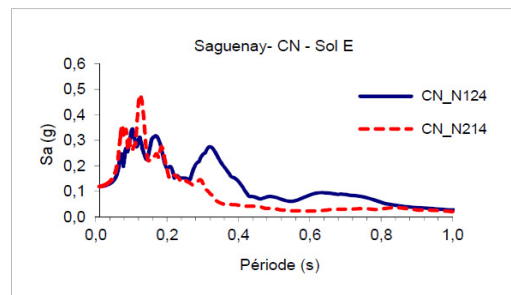 Saguenay- CN - Sol E
0,6
0,5
0,4
0,3
0,2
0,1
0,0
Sa (g)
CN_N124
CN_N214
0,0 0,2 0,4 0,6 0,8 1,0
Période (s)